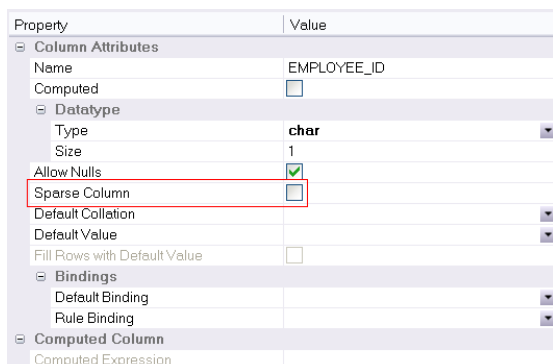 Property Value
Column Attributes
Name EMPLOYEE_ID
Computed
Datatype
Type char
Size 1
Allow Nulls
Sparse Column
Default Collation
Default Value
Fill Rows with Default Value
Bindings
Default Binding
Rule Binding
Computed Column
Computed Expression